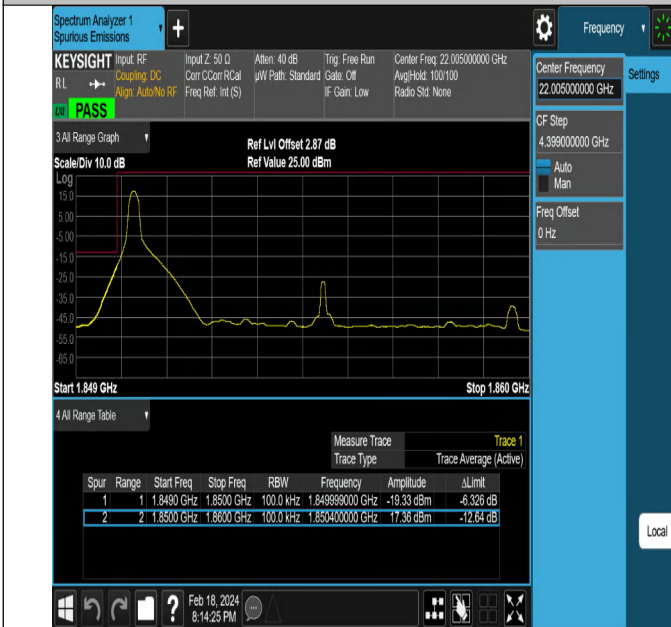 Spectrum Analyzer 1
Spurious Emissions
Frequency
KEYSIGHT
RL
Input: RF
Coupling: DC
Align: Auto/No RF
Input Z: 50 Ω
Corr CCorr RCal
Freq Ref: Int (S)
Atten: 40 dB
µW Path: Standard
Trig: Free Run
Gate: Off
IF Gain: Low
Center Freq: 22.005000000 GHz
Avg|Hold: 100/100
Radio Std: None
PASS
Center Frequency
22.005000000 GHz
Settings
CF Step
4.399000000 GHz
Auto
Man
Freq Offset
0 Hz
3 All Range Graph
Scale/Div 10.0 dB
Ref Lvl Offset 2.87 dB
Ref Value 25.00 dBm
Log
15.0
5.00
-5.00
-15.0
-25.0
-35.0
-45.0
-55.0
-65.0
Start 1.849 GHz
Stop 1.860 GHz
4 All Range Table
Measure Trace Trace 1
Trace Type Trace Average (Active)
Spur Range Start Freq Stop Freq RBW Frequency Amplitude ΔLimit
1 1 1.8490 GHz 1.8500 GHz 100.0 kHz 1.849999000 GHz -19.33 dBm -6.326 dB
2 2 1.8500 GHz 1.8600 GHz 100.0 kHz 1.850400000 GHz 17.36 dBm -12.64 dB
Local
Feb 18, 2024
8:14:25 PM